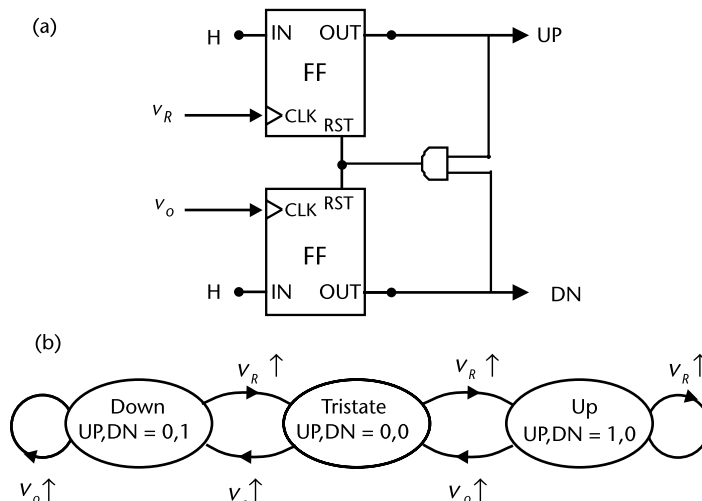 (a)
H IN OUT UP
FF
v_R CLK
RST
v_o CLK RST
FF
H IN OUT DN
(b)
v_R ↑ v_R ↑ v_R ↑
Down
UP,DN = 0,1
Tristate
UP,DN = 0,0
Up
UP,DN = 1,0
v_o ↑ v_o ↑